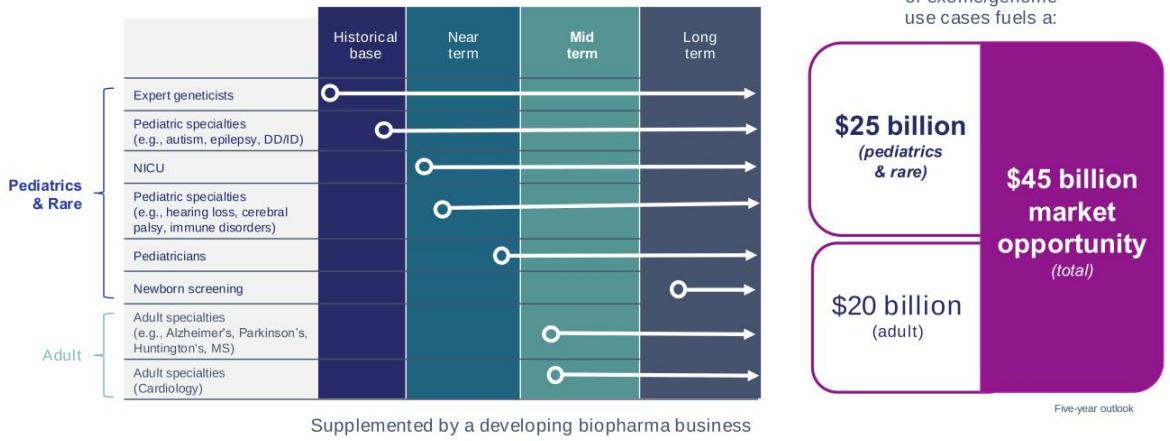 of exome/genome
use cases fuels a:
Historical
base
Near
term
Mid
term
Long
term
Pediatrics
& Rare
Expert geneticists
Pediatric specialties
(e.g., autism, epilepsy, DD/ID)
NICU
Pediatric specialties
(e.g., hearing loss, cerebral
palsy, immune disorders)
Pediatricians
Newborn screening
Adult
Adult specialties
(e.g., Alzheimer's, Parkinson's,
Huntington's, MS)
Adult specialties
(Cardiology)
Supplemented by a developing biopharma business
$25 billion
(pediatrics
& rare)
$20 billion
(adult)
$45 billion
market
opportunity
(total)
Five-year outlook